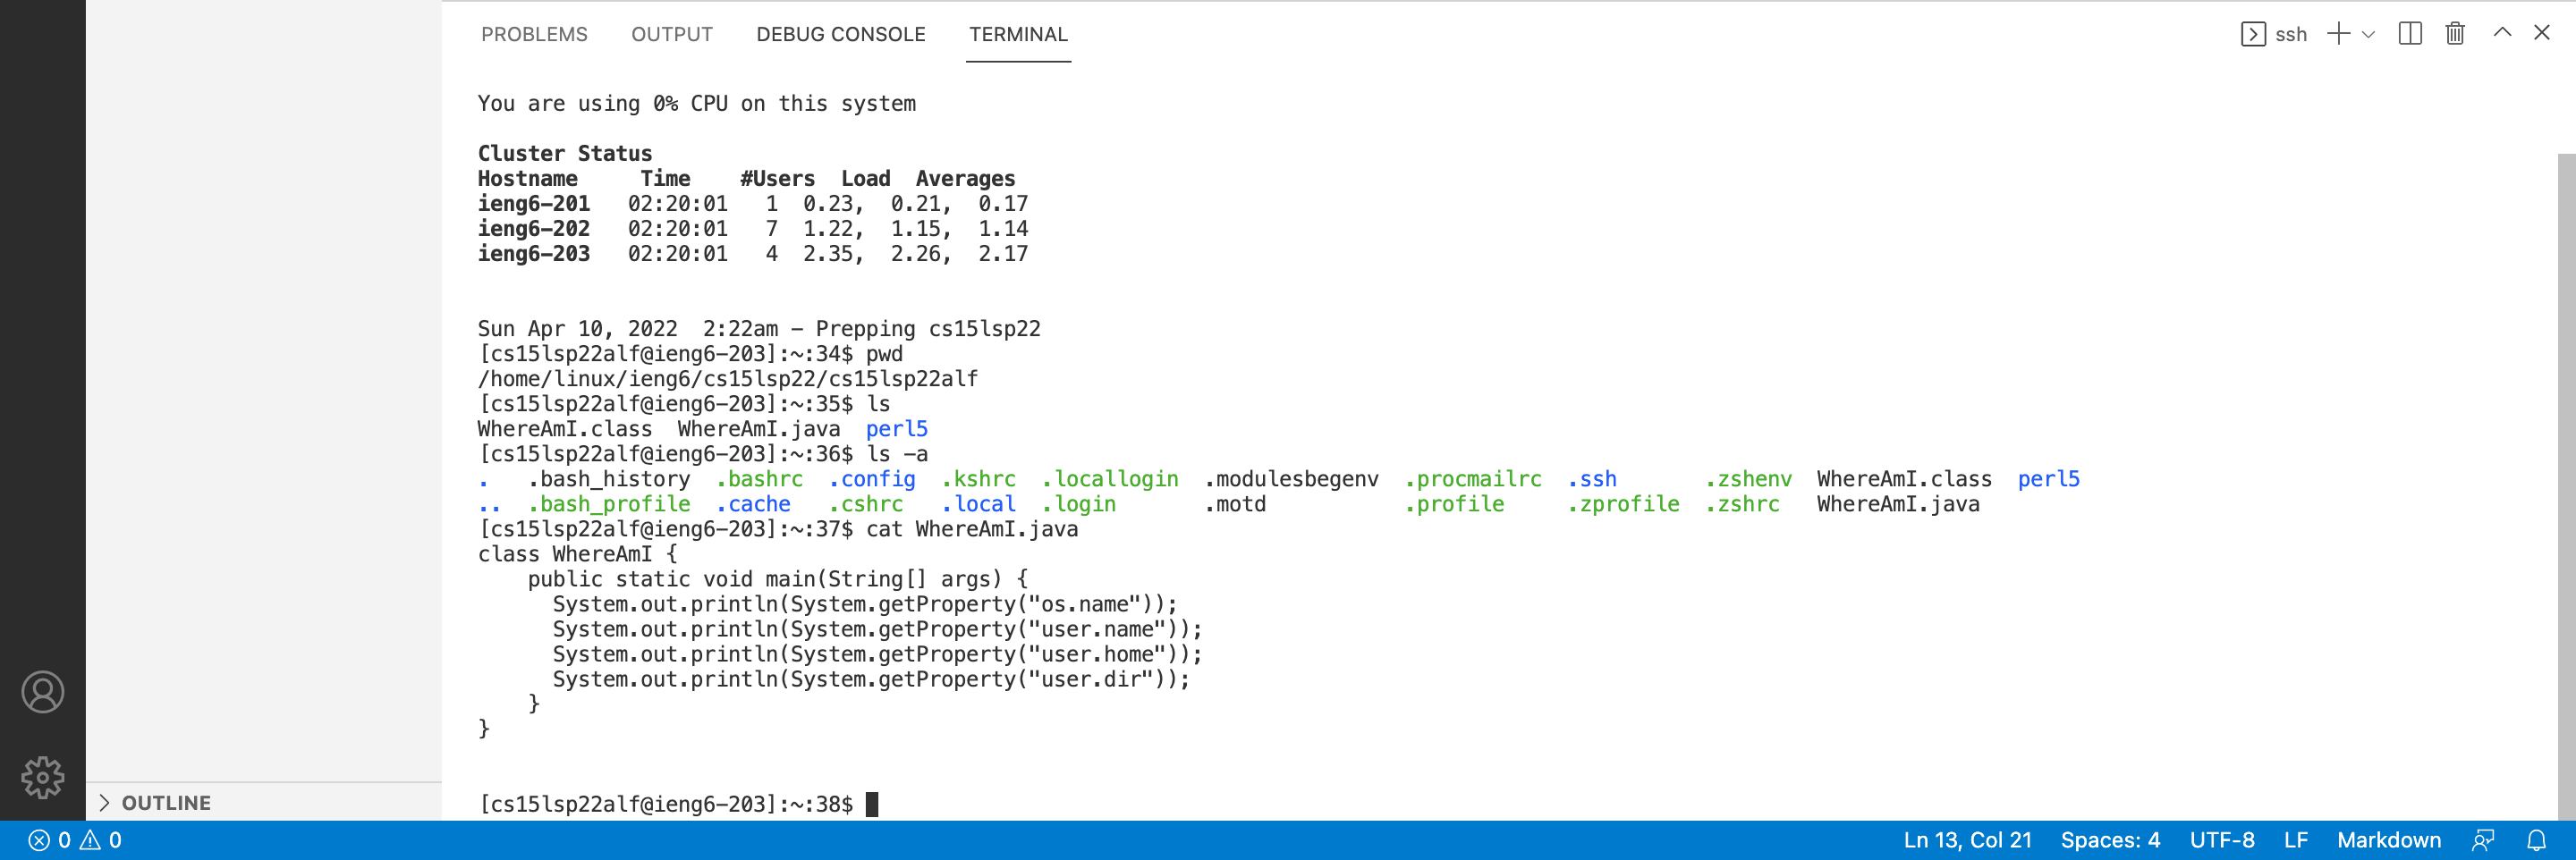 PROBLEMS OUTPUT DEBUG CONSOLE TERMINAL ssh
You are using 0% CPU on this system
Cluster Status
Hostname     Time    #Users  Load  Averages
ieng6-201   02:20:01   1  0.23,  0.21,  0.17
ieng6-202   02:20:01   7  1.22,  1.15,  1.14
ieng6-203   02:20:01   4  2.35,  2.26,  2.17
Sun Apr 10, 2022  2:22am - Prepping cs15lsp22
[cs15lsp22alf@ieng6-203]:~:34$ pwd
/home/linux/ieng6/cs15lsp22/cs15lsp22alf
[cs15lsp22alf@ieng6-203]:~:35$ ls
WhereAmI.class  WhereAmI.java  perl5
[cs15lsp22alf@ieng6-203]:~:36$ ls -a
.   .bash_history  .bashrc  .config  .kshrc  .locallogin  .modulesbegenv  .procmailrc  .ssh       .zshenv  WhereAmI.class  perl5
..  .bash_profile  .cache   .cshrc   .local  .login       .motd           .profile     .zprofile  .zshrc   WhereAmI.java
[cs15lsp22alf@ieng6-203]:~:37$ cat WhereAmI.java
class WhereAmI {
    public static void main(String[] args) {
      System.out.println(System.getProperty("os.name"));
      System.out.println(System.getProperty("user.name"));
      System.out.println(System.getProperty("user.home"));
      System.out.println(System.getProperty("user.dir"));
    }
}
[cs15lsp22alf@ieng6-203]:~:38$
OUTLINE
0 0 Ln 13, Col 21 Spaces: 4 UTF-8 LF Markdown